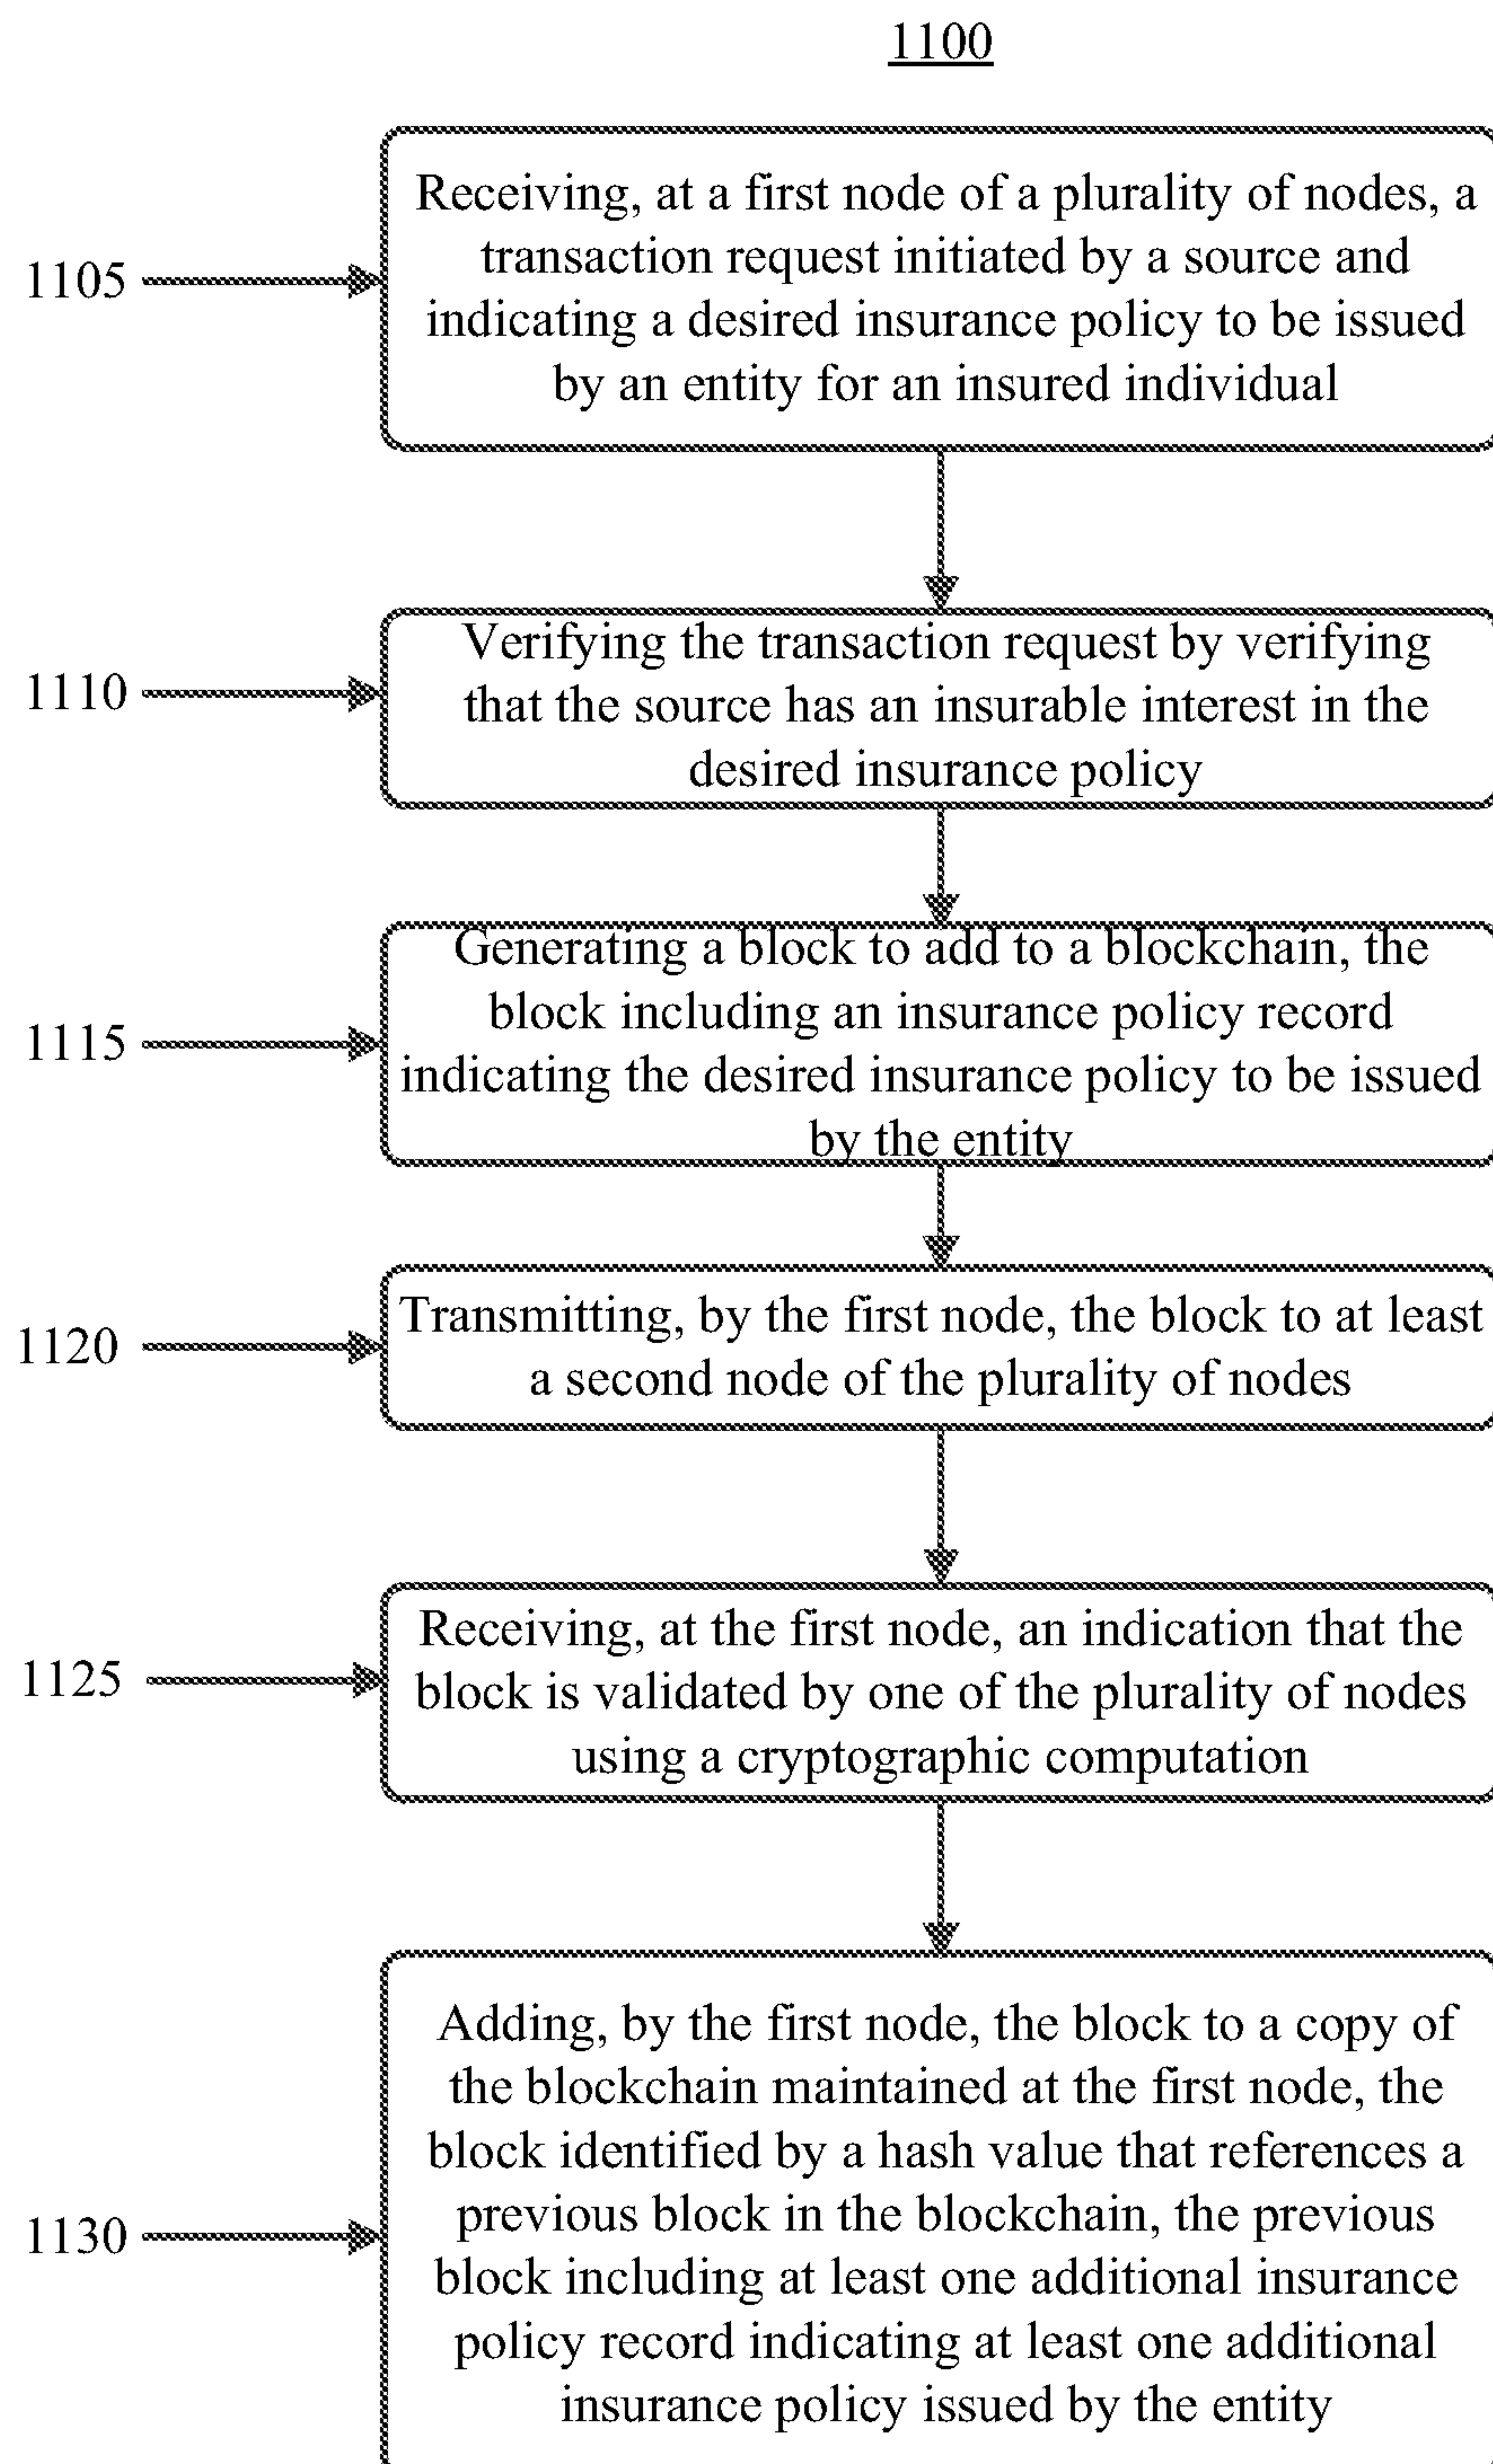 1100
Receiving, at a first node of a plurality of nodes, a
transaction request initiated by a source and
indicating a desired insurance policy to be issued
by an entity for an insured individual
1105
Verifying the transaction request by verifying
that the source has an insurable interest in the
desired insurance policy
1110
Generating a block to add to a blockchain, the
block including an insurance policy record
indicating the desired insurance policy to be issued
by the entity
1115
Transmitting, by the first node, the block to at least
a second node of the plurality of nodes
1120
Receiving, at the first node, an indication that the
block is validated by one of the plurality of nodes
using a cryptographic computation
1125
Adding, by the first node, the block to a copy of
the blockchain maintained at the first node, the
block identified by a hash value that references a
previous block in the blockchain, the previous
block including at least one additional insurance
policy record indicating at least one additional
insurance policy issued by the entity
1130